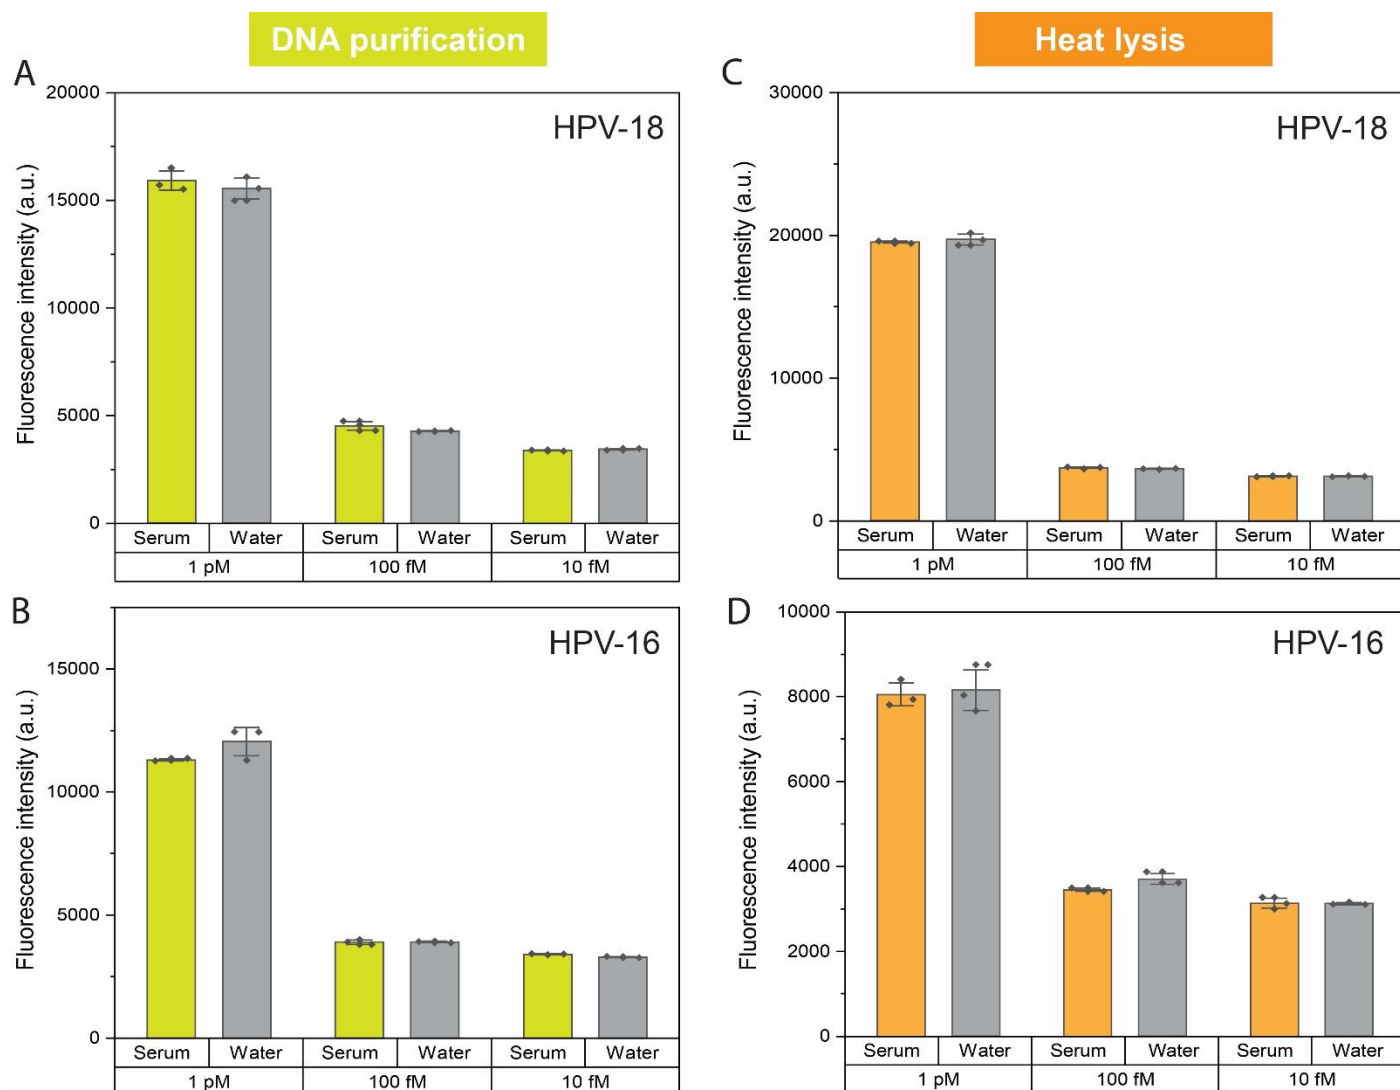 DNA purification
A
20000
15000
10000
5000
0
Fluorescence intensity (a.u.)
HPV-18
Serum Water Serum Water Serum Water
1 pM 100 fM 10 fM
B
15000
10000
5000
0
Fluorescence intensity (a.u.)
HPV-16
Serum Water Serum Water Serum Water
1 pM 100 fM 10 fM
Heat lysis
C
30000
20000
10000
0
Fluorescence intensity (a.u.)
HPV-18
Serum Water Serum Water Serum Water
1 pM 100 fM 10 fM
D
10000
8000
6000
4000
2000
0
Fluorescence intensity (a.u.)
HPV-16
Serum Water Serum Water Serum Water
1 pM 100 fM 10 fM